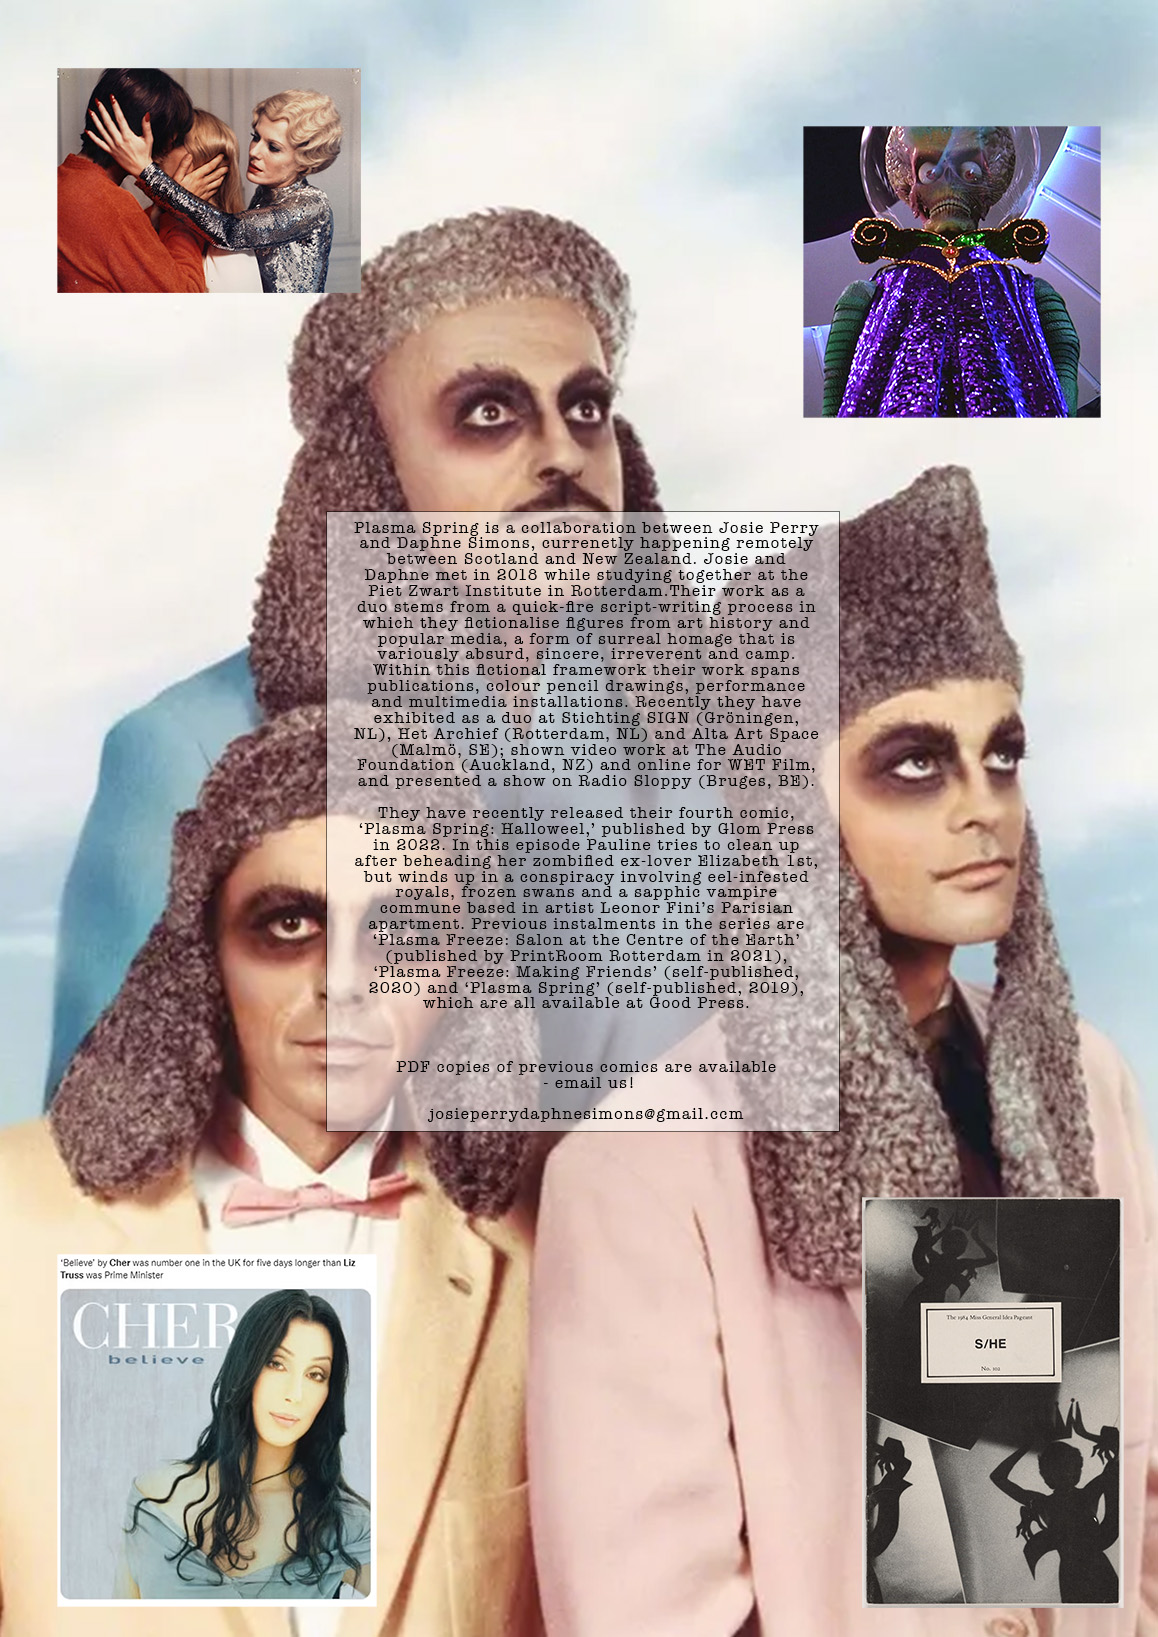 Plasma Spring is a collaboration between Josie Perry
and Daphne Simons, currenetly happening remotely
between Scotland and New Zealand. Josie and
Daphne met in 2018 while studying together at the
Piet Zwart Institute in Rotterdam.Their work as a
duo stems from a quick-fire script-writing process in
which they fictionalise figures from art history and
popular media, a form of surreal homage that is
variously absurd, sincere, irreverent and camp.
Within this fictional framework their work spans
publications, colour pencil drawings, performance
and multimedia installations. Recently they have
exhibited as a duo at Stichting SIGN (Gröningen,
NL), Het Archief (Rotterdam, NL) and Alta Art Space
(Malmö, SE); shown video work at The Audio
Foundation (Auckland, NZ) and online for WET Film,
and presented a show on Radio Sloppy (Bruges, BE).
They have recently released their fourth comic,
‘Plasma Spring: Halloweel,’ published by Glom Press
in 2022. In this episode Pauline tries to clean up
after beheading her zombified ex-lover Elizabeth 1st,
but winds up in a conspiracy involving eel-infested
royals, frozen swans and a sapphic vampire
commune based in artist Leonor Fini’s Parisian
apartment. Previous instalments in the series are
‘Plasma Freeze: Salon at the Centre of the Earth’
(published by PrintRoom Rotterdam in 2021),
‘Plasma Freeze: Making Friends’ (self-published,
2020) and ‘Plasma Spring’ (self-published, 2019),
which are all available at Good Press.
PDF copies of previous comics are available
- email us!
josieperrydaphnesimons@gmail.com
‘Believe’ by Cher was number one in the UK for five days longer than Liz
Truss was Prime Minister
CHER
believe
The 1984 Miss General Idea Pageant
S/HE
No. 101